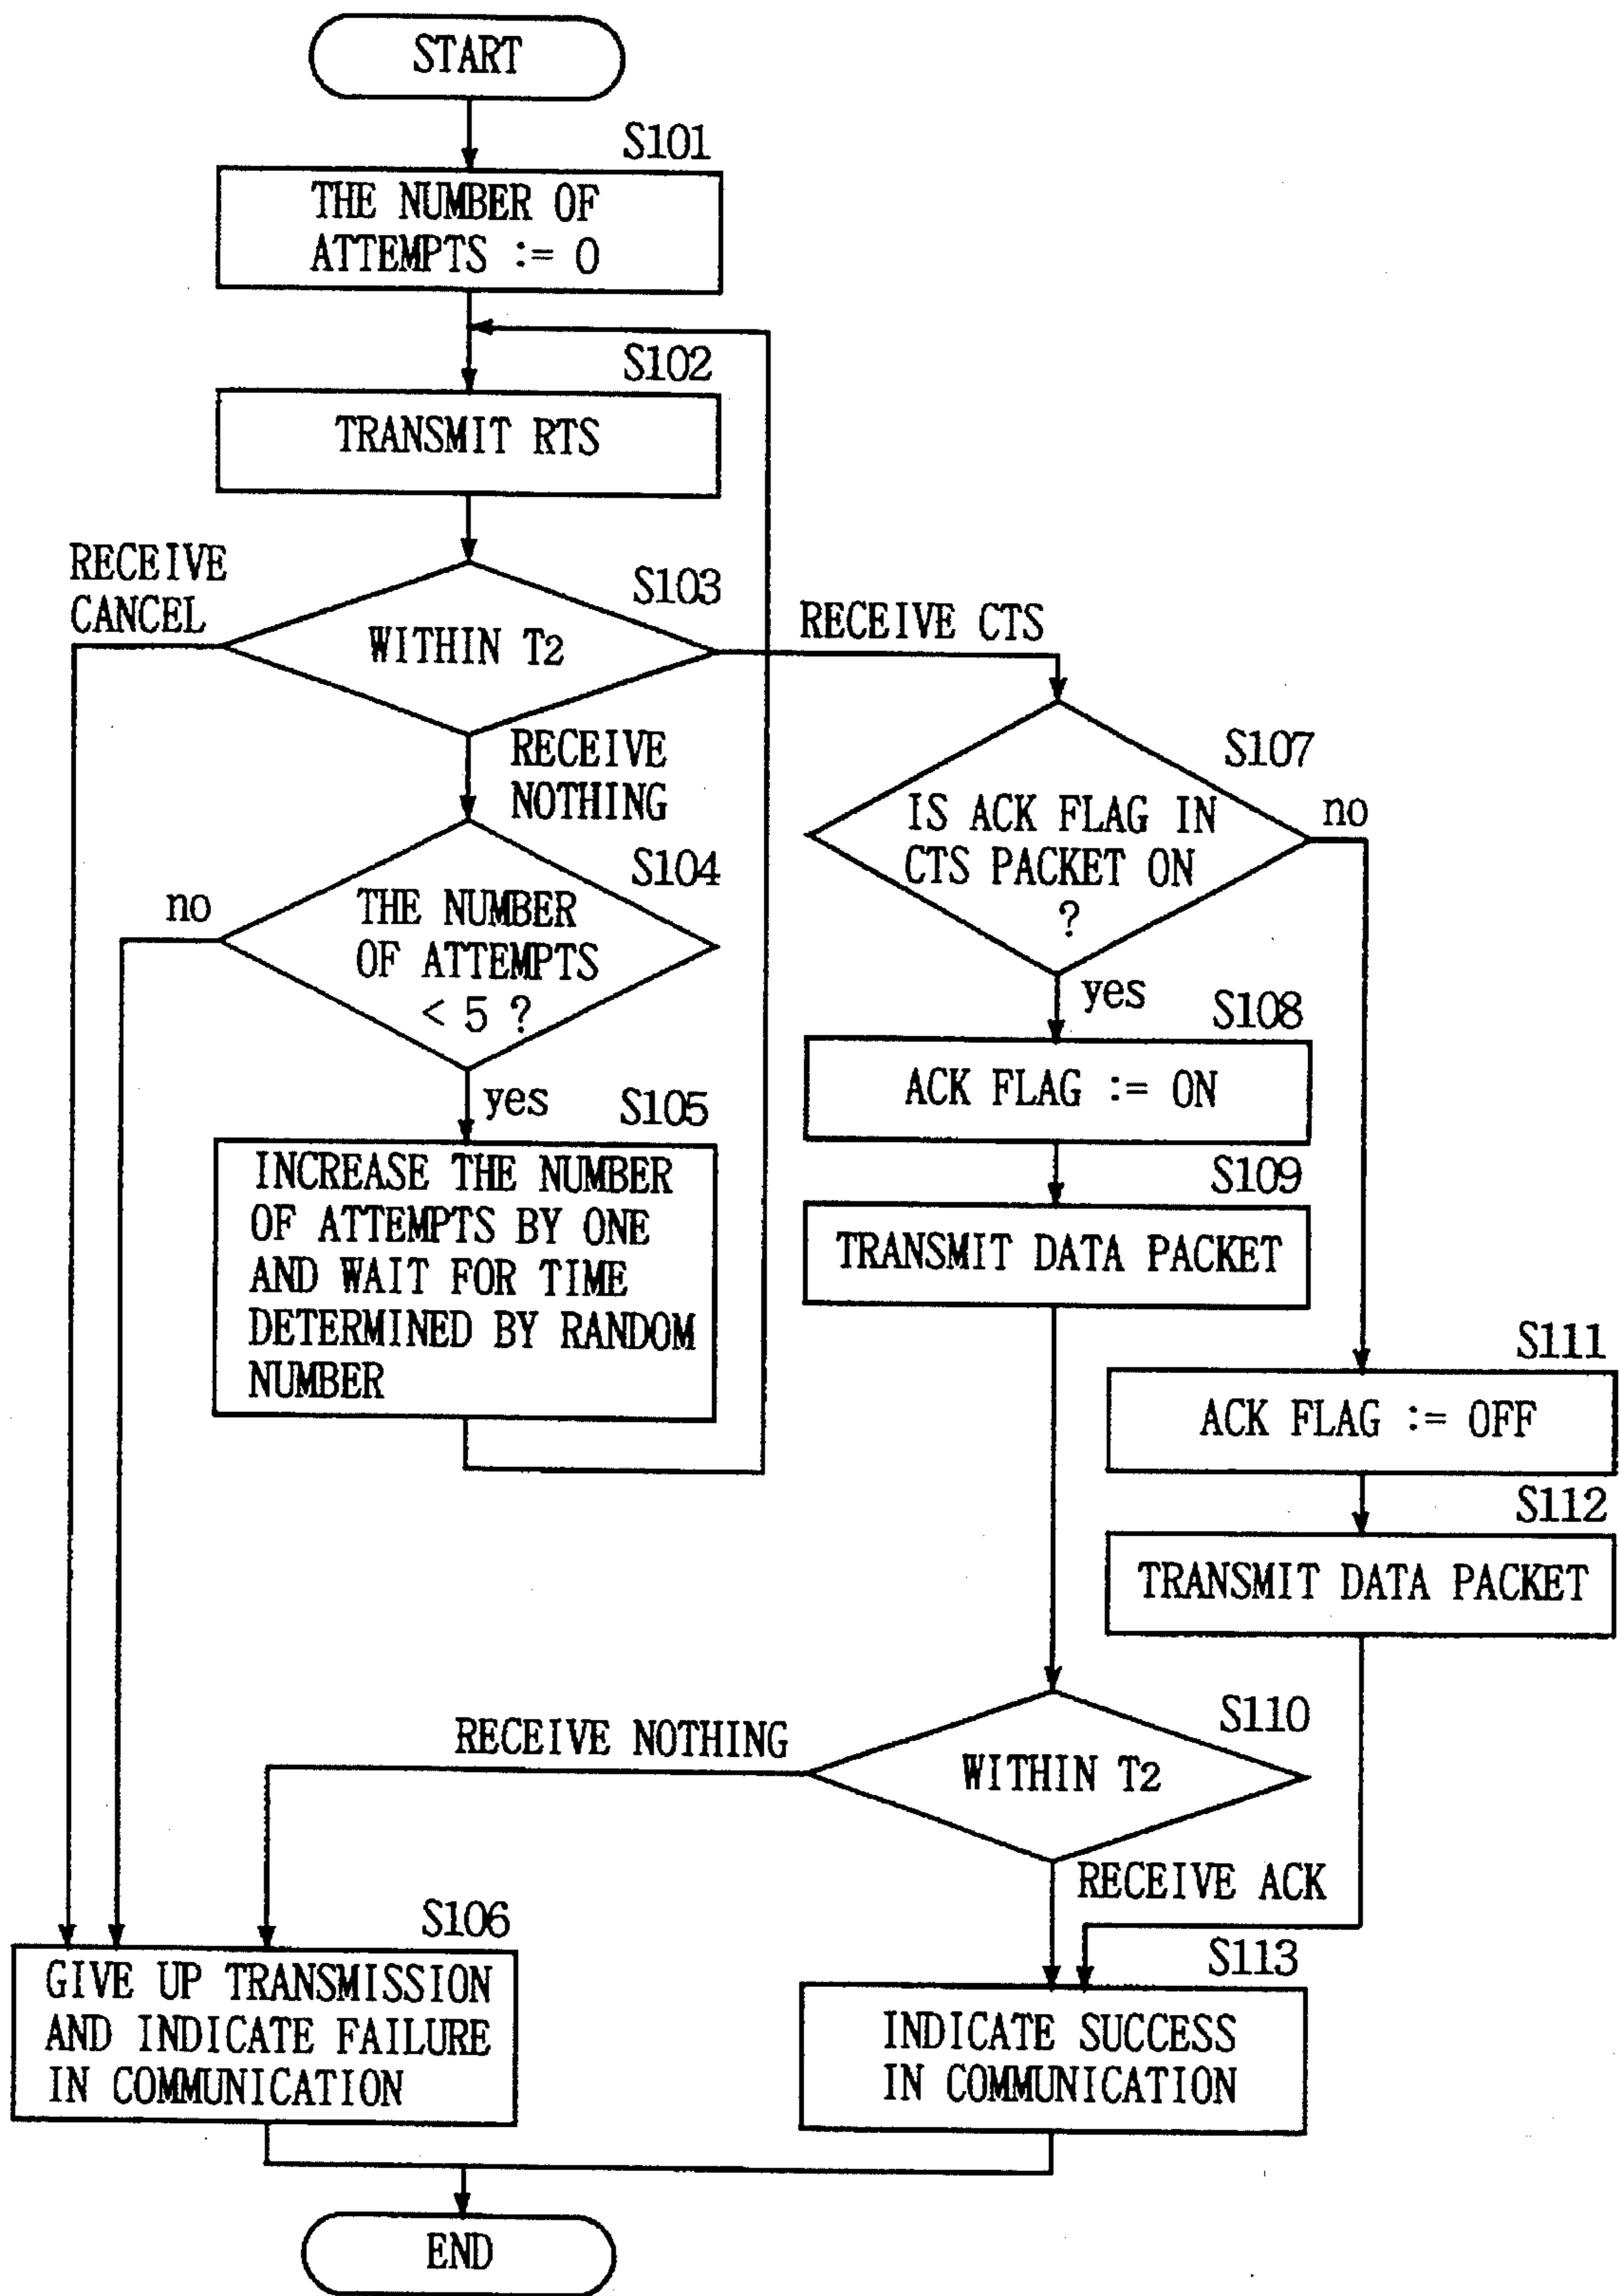 START
S101
THE NUMBER OF
ATTEMPTS := 0
S102
TRANSMIT RTS
RECEIVE
CANCEL
S103
WITHIN T2
RECEIVE CTS
RECEIVE
NOTHING
S107
IS ACK FLAG IN
CTS PACKET ON
?
no
S104
no
THE NUMBER
OF ATTEMPTS
< 5 ?
yes
S108
ACK FLAG := ON
yes
S105
INCREASE THE NUMBER
OF ATTEMPTS BY ONE
AND WAIT FOR TIME
DETERMINED BY RANDOM
NUMBER
S109
TRANSMIT DATA PACKET
S111
ACK FLAG := OFF
S112
TRANSMIT DATA PACKET
S110
RECEIVE NOTHING
WITHIN T2
RECEIVE ACK
S106
GIVE UP TRANSMISSION
AND INDICATE FAILURE
IN COMMUNICATION
S113
INDICATE SUCCESS
IN COMMUNICATION
END